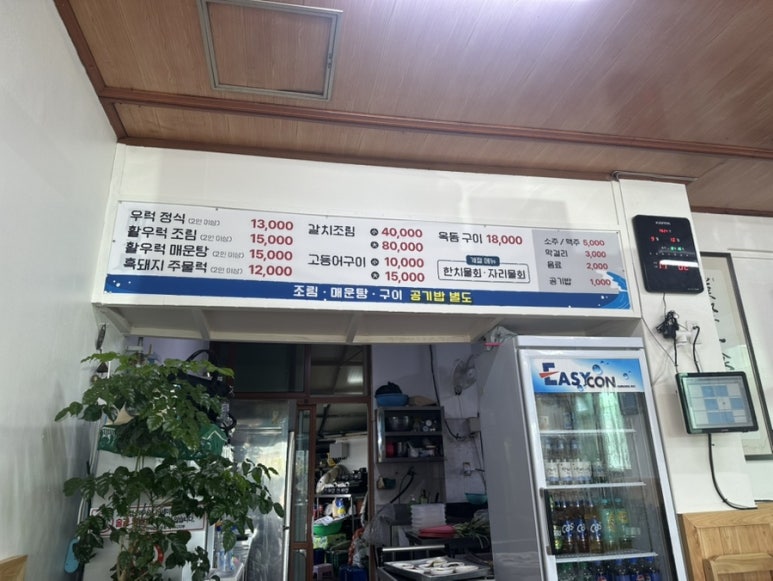 우럭 정식 (2인 이상) 13,000
활우럭 조림 (2인 이상) 15,000
활우럭 매운탕 (2인 이상) 15,000
흑돼지 주물럭 (2인 이상) 12,000
갈치조림 소 40,000
대 80,000
고등어구이 소 10,000
대 15,000
옥돔구이 18,000
계절 메뉴
한치물회 · 자리물회
소주 / 맥주 5,000
막걸리 3,000
음료 2,000
공기밥 1,000
조림 · 매운탕 · 구이 공기밥 별도
EASYCON